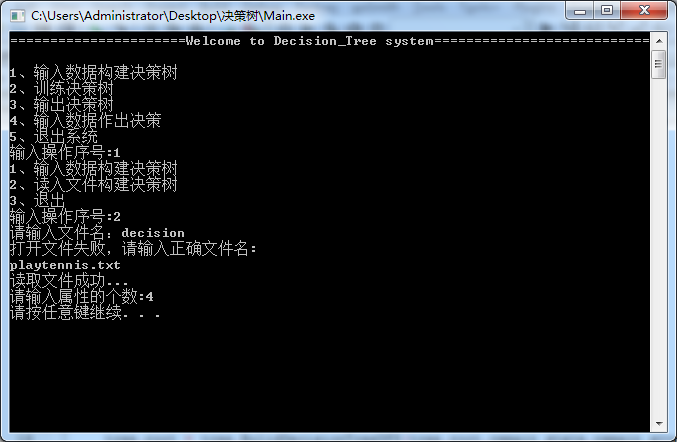 C:\Users\Administrator\Desktop\决策树\Main.exe
======================Welcome to Decision_Tree system===========================
1、输入数据构建决策树
2、训练决策树
3、输出决策树
4、输入数据作出决策
5、退出系统
输入操作序号:1
1、输入数据构建决策树
2、读入文件构建决策树
3、退出
输入操作序号:2
请输入文件名：decision
打开文件失败，请输入正确文件名：
playtennis.txt
读取文件成功...
请输入属性的个数:4
请按任意键继续. . .